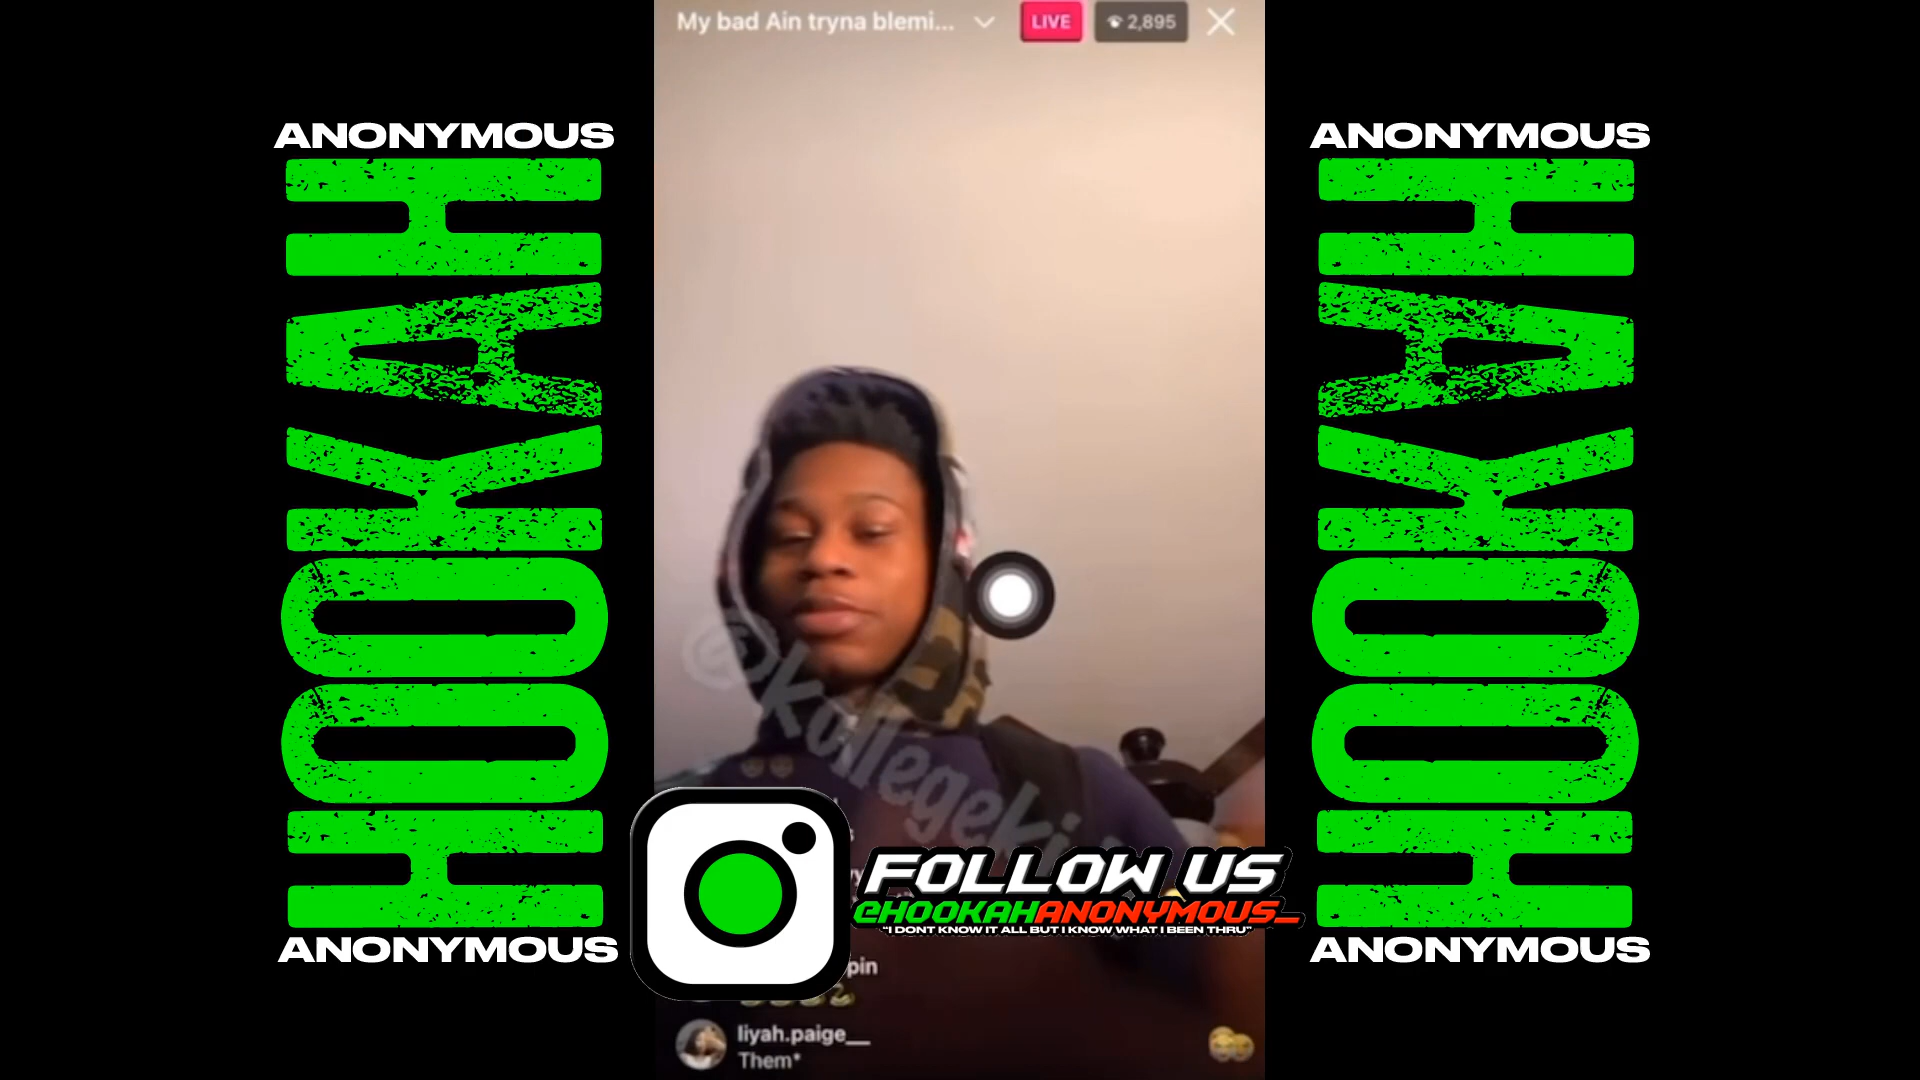 My bad Ain tryna blemi...
LIVE
2,895
ANONYMOUS
HOOKAH
ANONYMOUS
ANONYMOUS
HOOKAH
ANONYMOUS
@kollegeki
FOLLOW US
@HOOKAHANONYMOUS_
"I DONT KNOW IT ALL BUT I KNOW WHAT I BEEN THRU"
pin
liyah.paige__
Them*